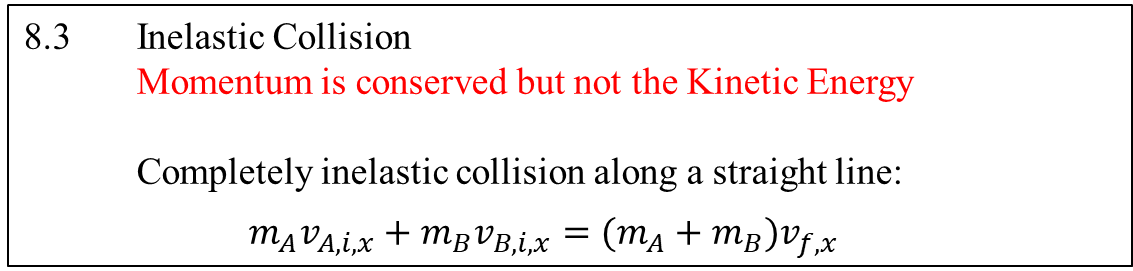 8.3 Inelastic Collision
Momentum is conserved but not the Kinetic Energy
Completely inelastic collision along a straight line:
$m_A v_{A,i,x} + m_B v_{B,i,x} = (m_A + m_B) v_{f,x}$